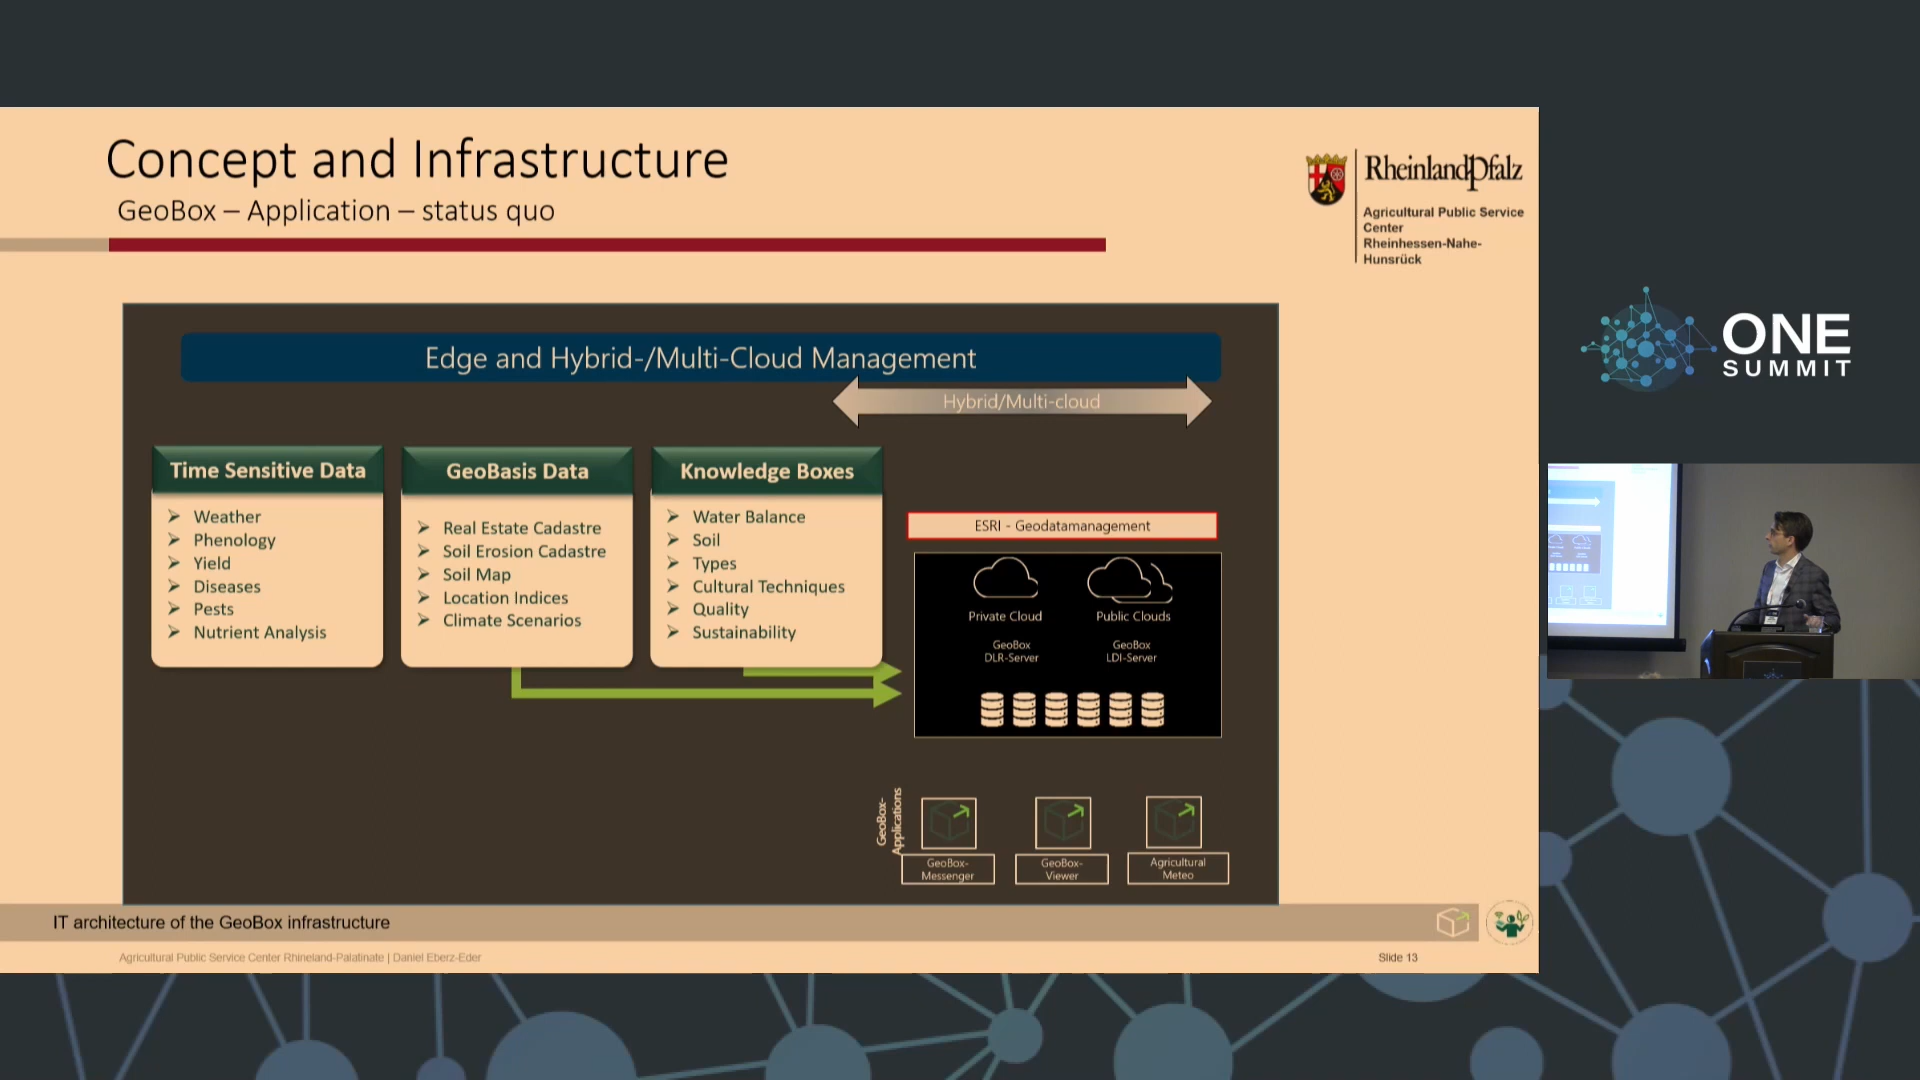 Concept and Infrastructure
GeoBox – Application – status quo
RheinlandPfalz
Agricultural Public Service
Center
Rheinhessen-Nahe-
Hunsrück
Edge and Hybrid-/Multi-Cloud Management
Hybrid/Multi-cloud
Time Sensitive Data
Weather
Phenology
Yield
Diseases
Pests
Nutrient Analysis
GeoBasis Data
Real Estate Cadastre
Soil Erosion Cadastre
Soil Map
Location Indices
Climate Scenarios
Knowledge Boxes
Water Balance
Soil
Types
Cultural Techniques
Quality
Sustainability
ESRI - Geodatamanagement
Private Cloud
Public Clouds
GeoBox
DLR-Server
GeoBox
LDI-Server
GeoBox-
Applications
GeoBox-
Messenger
GeoBox-
Viewer
Agricultural
Meteo
IT architecture of the GeoBox infrastructure
Agricultural Public Service Center Rhineland-Palatinate | Daniel Eberz-Eder
Slide 13
ONE
SUMMIT